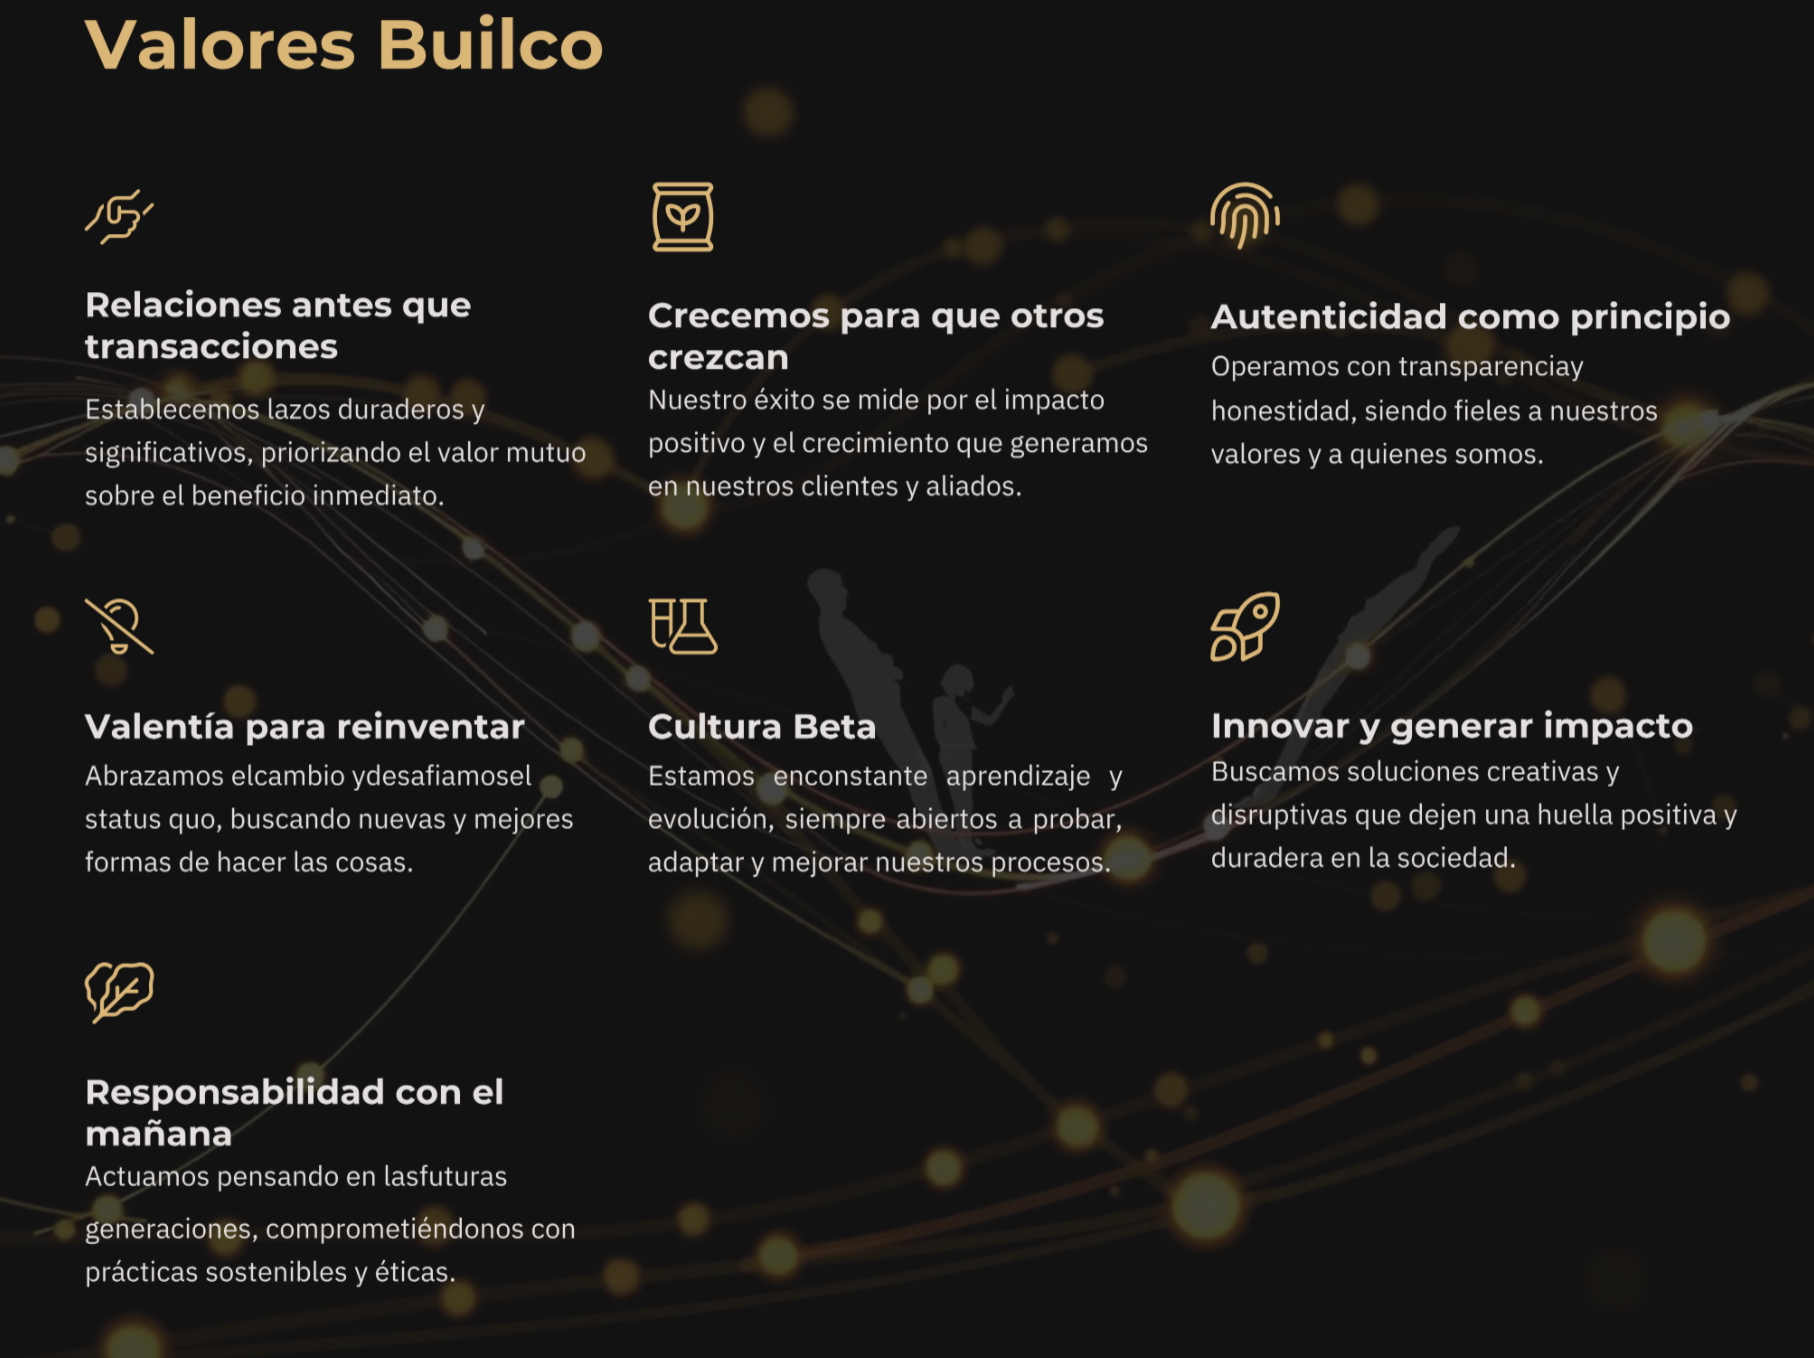 Valores Builco
Relaciones antes que
transacciones
Establecemos lazos duraderos y
significativos, priorizando el valor mutuo
sobre el beneficio inmediato.
Crecemos para que otros
crezcan
Nuestro éxito se mide por el impacto
positivo y el crecimiento que generamos
en nuestros clientes y aliados.
Autenticidad como principio
Operamos con transparenciay
honestidad, siendo fieles a nuestros
valores y a quienes somos.
Valentía para reinventar
Abrazamos elcambio ydesafiamosel
status quo, buscando nuevas y mejores
formas de hacer las cosas.
Cultura Beta
Estamos enconstante aprendizaje y
evolución, siempre abiertos a probar,
adaptar y mejorar nuestros procesos.
Innovar y generar impacto
Buscamos soluciones creativas y
disruptivas que dejen una huella positiva y
duradera en la sociedad.
Responsabilidad con el
mañana
Actuamos pensando en lasfuturas
generaciones, comprometiéndonos con
prácticas sostenibles y éticas.